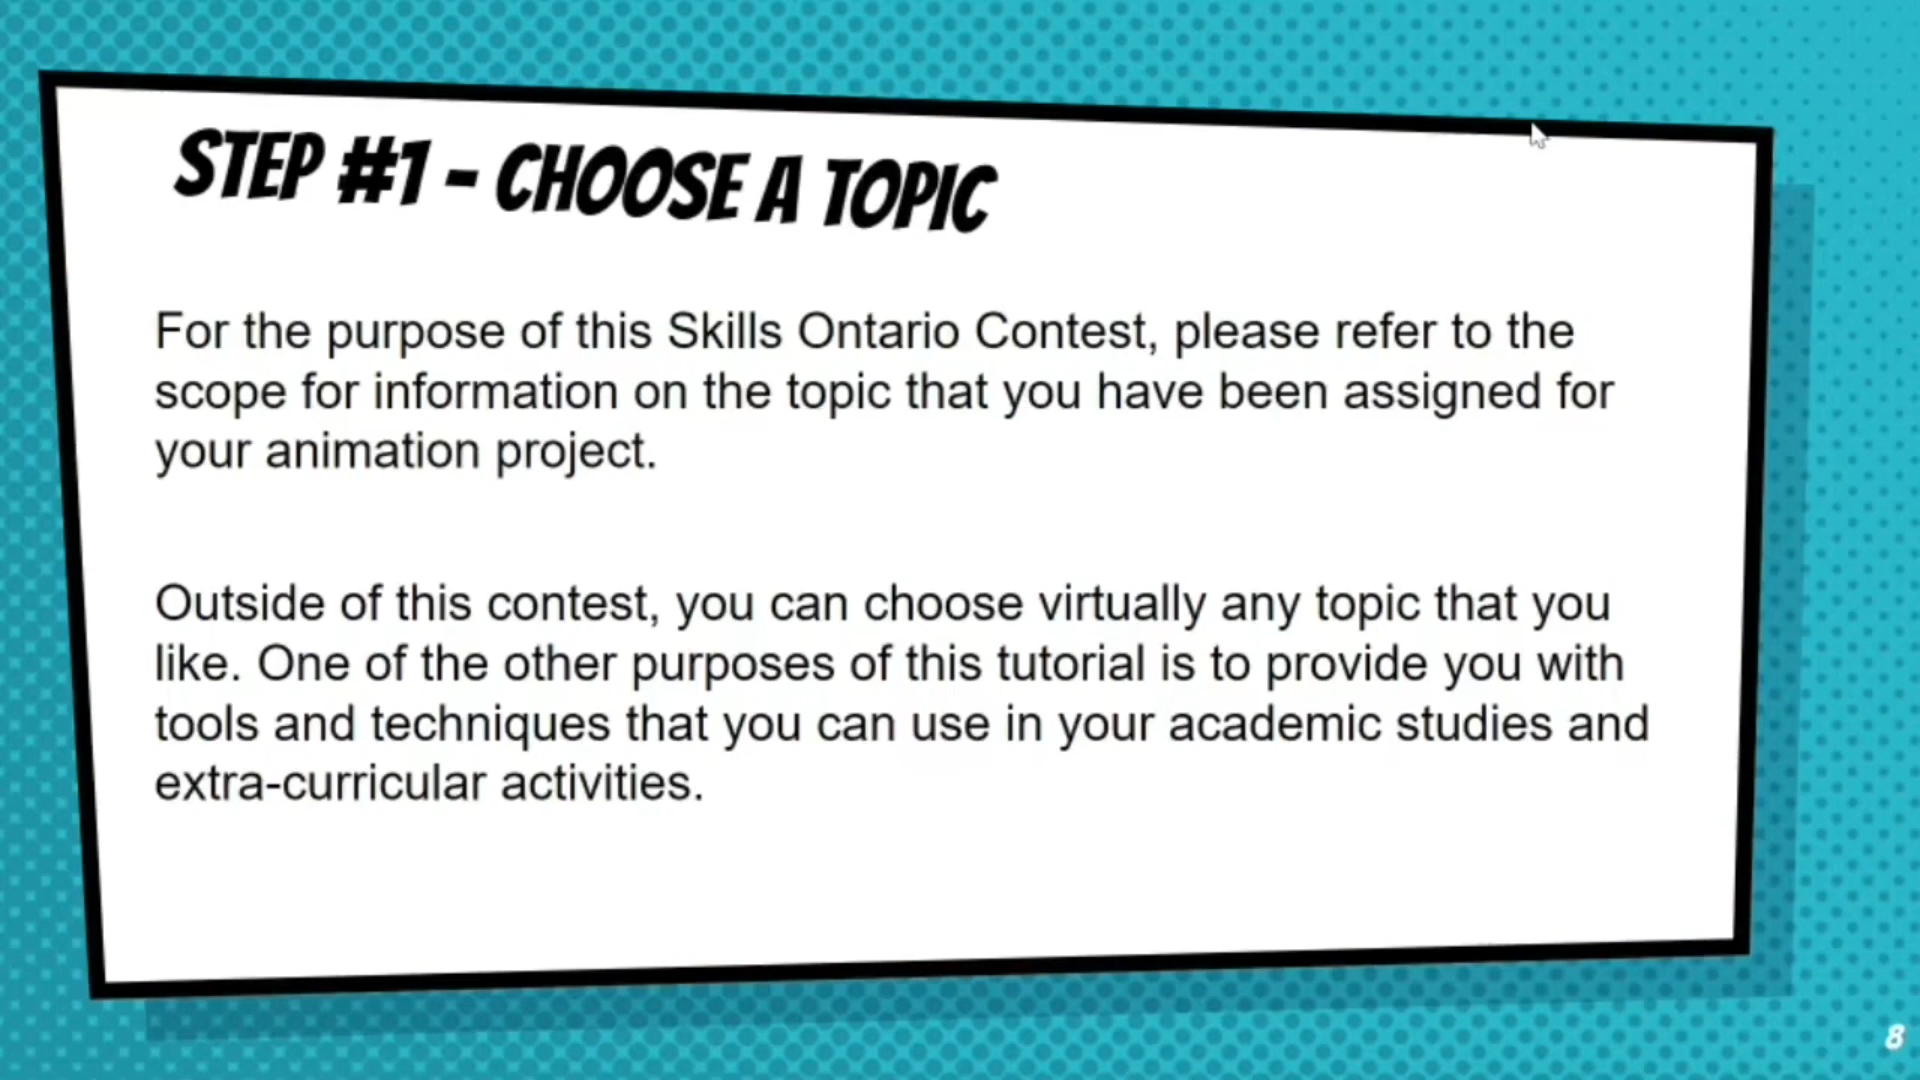 STEP #1 - CHOOSE A TOPIC
For the purpose of this Skills Ontario Contest, please refer to the
scope for information on the topic that you have been assigned for
your animation project.
Outside of this contest, you can choose virtually any topic that you
like. One of the other purposes of this tutorial is to provide you with
tools and techniques that you can use in your academic studies and
extra-curricular activities.
8